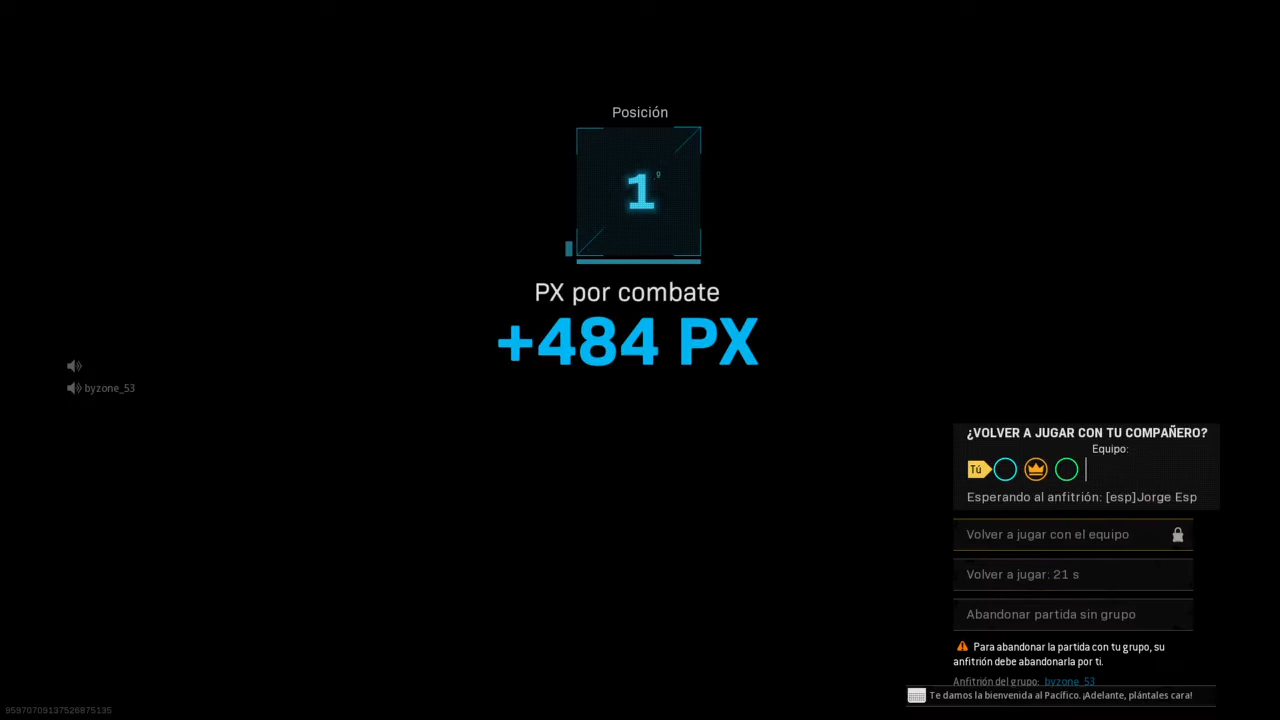 Posición
1º
PX por combate
+484 PX
byzone_53
¿VOLVER A JUGAR CON TU COMPAÑERO?
Equipo:
Tú
Esperando al anfitrión: [esp]Jorge Esp
Volver a jugar con el equipo
Volver a jugar: 21 s
Abandonar partida sin grupo
Para abandonar la partida con tu grupo, su
anfitrión debe abandonarla por ti.
Anfitrión del grupo: byzone_53
Te damos la bienvenida al Pacífico. ¡Adelante, plántales cara!
95970709137526875135